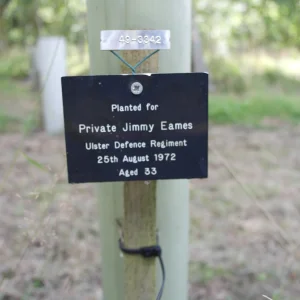 Planted for
Private Jimmy Eames
Ulster Defence Regiment
25th August 1972
Aged 33